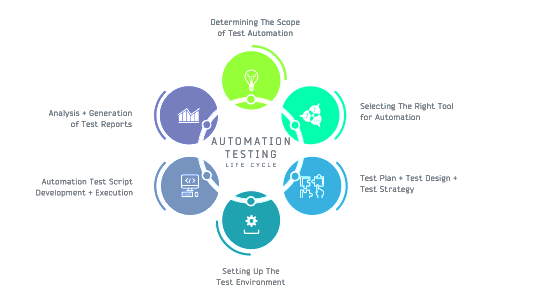 Determining The Scope
of Test Automation
Selecting The Right Tool
for Automation
Test Plan + Test Design +
Test Strategy
Setting Up The
Test Environment
Automation Test Script
Development + Execution
Analysis + Generation
of Test Reports
AUTOMATION
TESTING
LIFE CYCLE